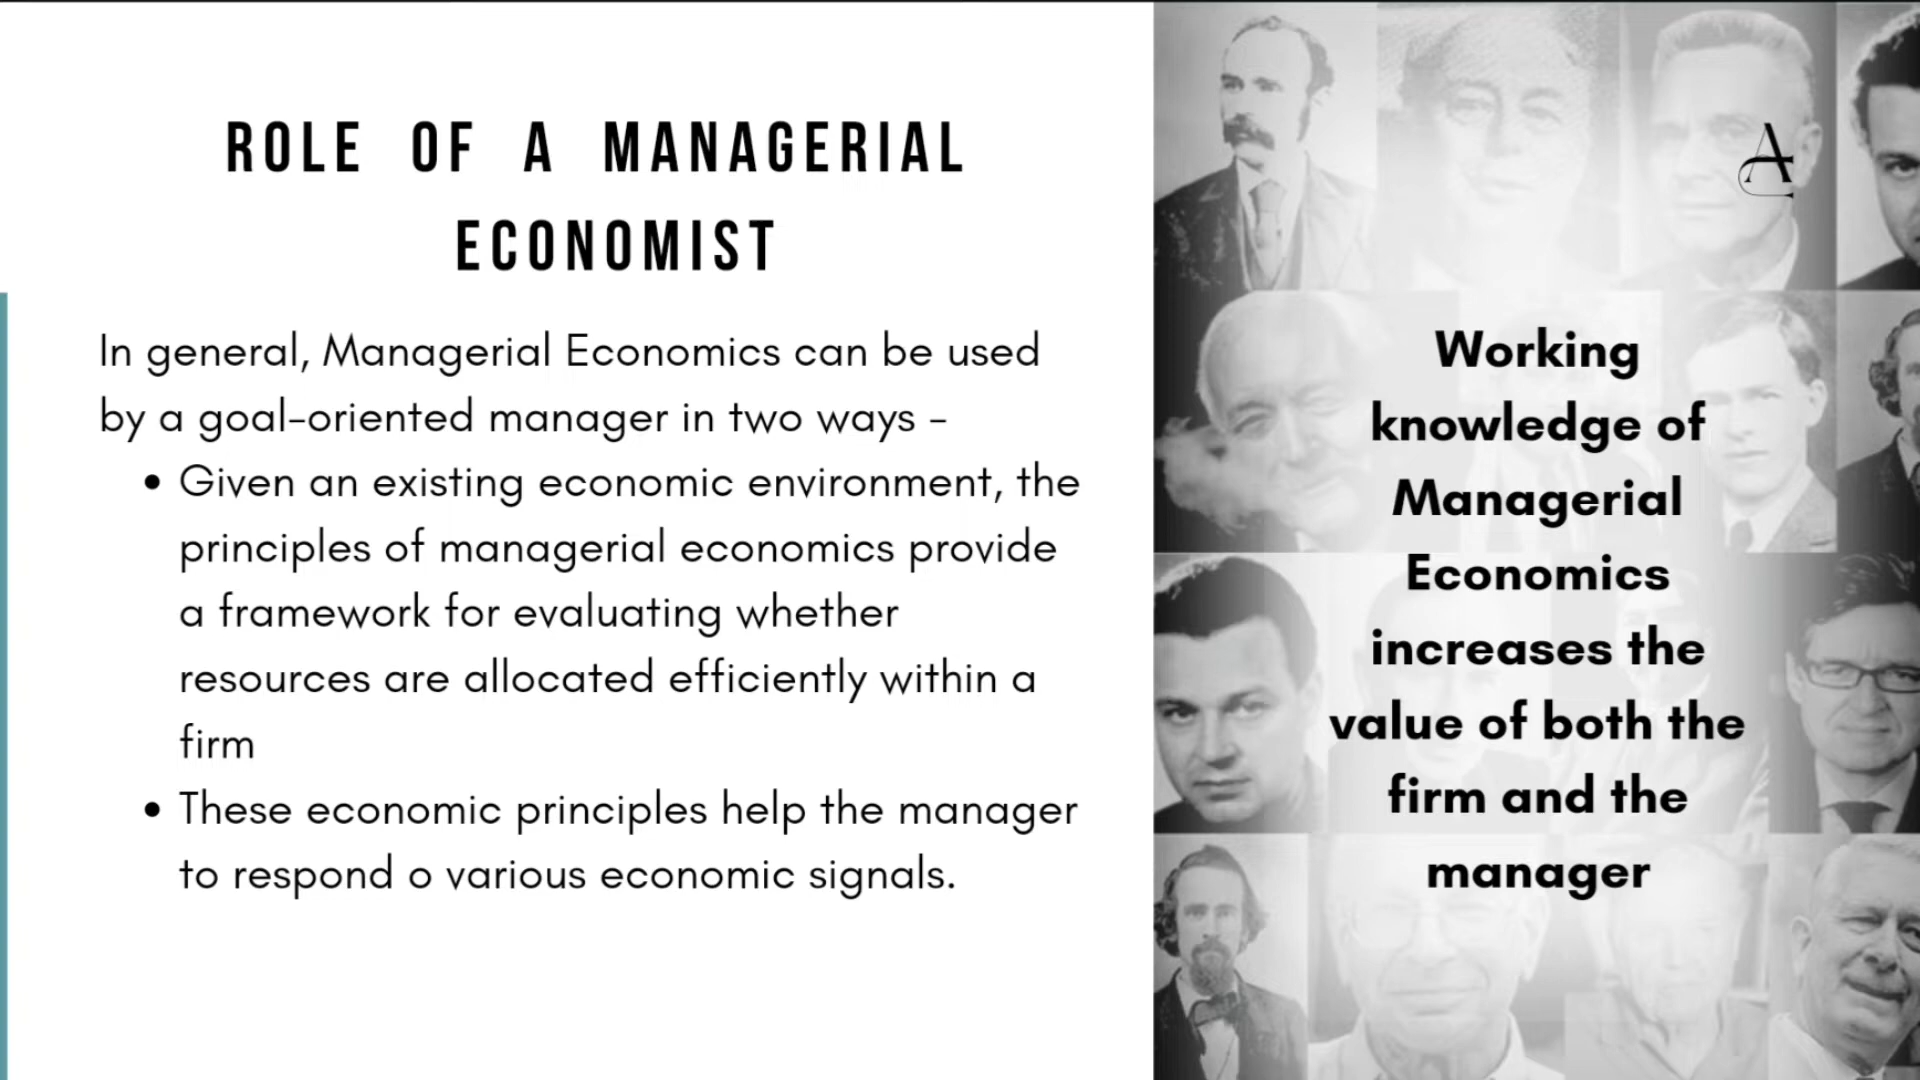 ROLE OF A MANAGERIAL
ECONOMIST
In general, Managerial Economics can be used
by a goal-oriented manager in two ways -
• Given an existing economic environment, the
principles of managerial economics provide
a framework for evaluating whether
resources are allocated efficiently within a
firm
• These economic principles help the manager
to respond o various economic signals.
A
Working
knowledge of
Managerial
Economics
increases the
value of both the
firm and the
manager